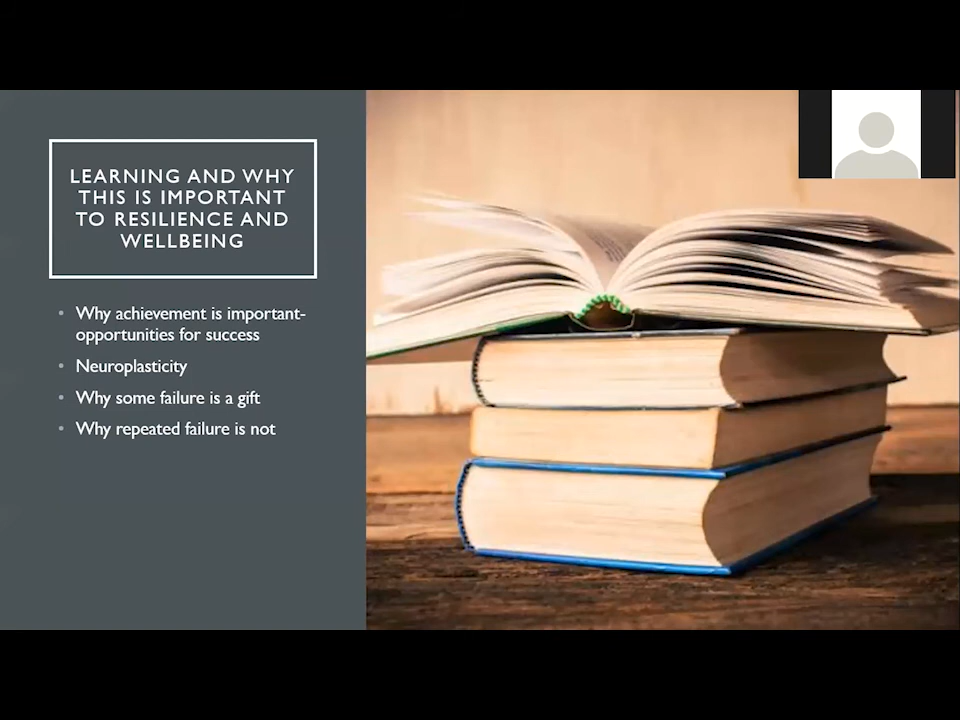 LEARNING AND WHY
THIS IS IMPORTANT
TO RESILIENCE AND
WELLBEING
• Why achievement is important-
opportunities for success
• Neuroplasticity
• Why some failure is a gift
• Why repeated failure is not